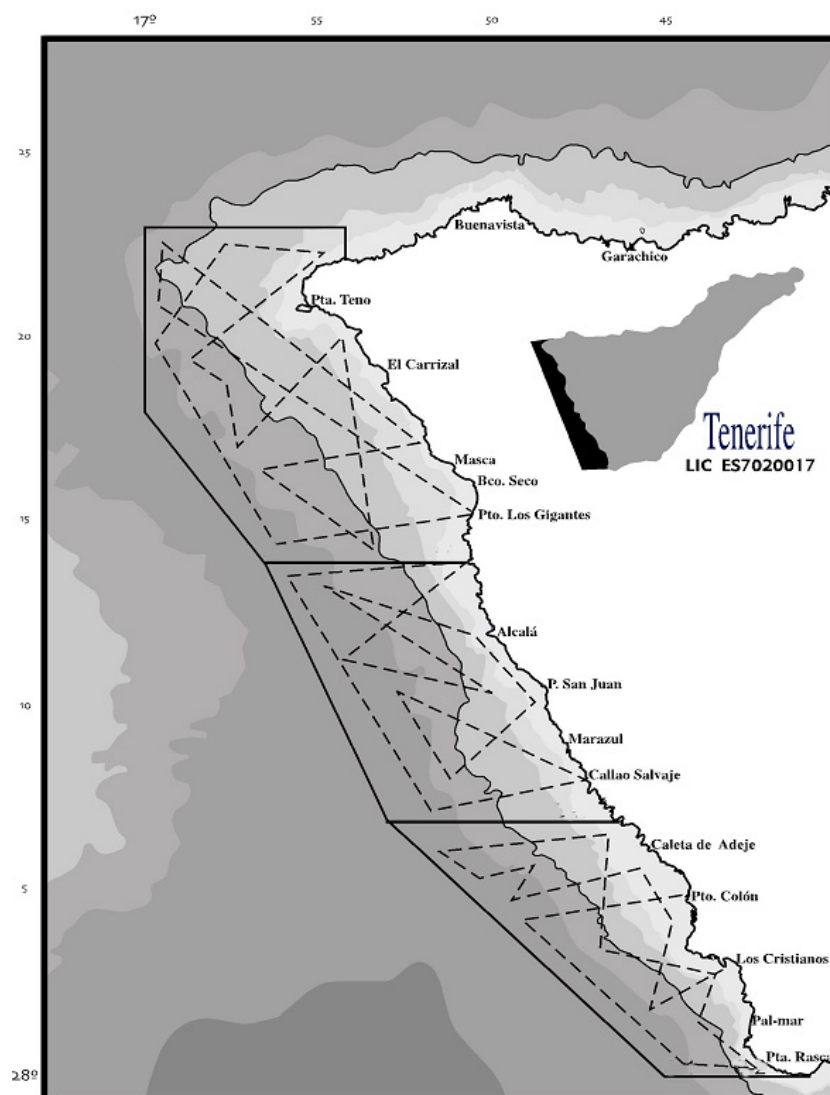 17º 55 50 45
25
Buenavista
Garachico
Pta. Teno
20
El Carrizal
Tenerife
Masca
LIC ES7020017
Bco. Seco
15
Pto. Los Gigantes
Alcalá
P. San Juan
10
Marazul
Callao Salvaje
Caleta de Adeje
5
Pto. Colón
Los Cristianos
Pal-mar
Pta. Rasca
28º